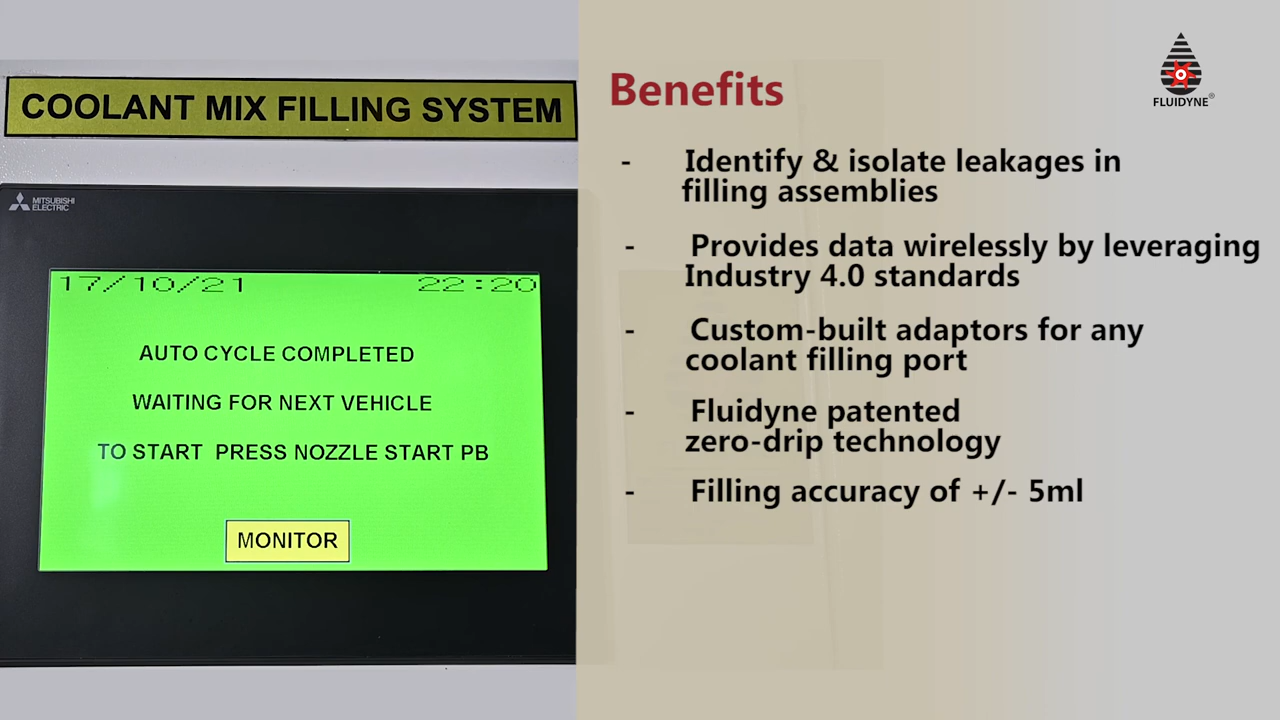 COOLANT MIX FILLING SYSTEM
MITSUBISHI
ELECTRIC
17/10/21 22:20
AUTO CYCLE COMPLETED
WAITING FOR NEXT VEHICLE
TO START PRESS NOZZLE START PB
MONITOR
FLUIDYNE®
Benefits
- Identify & isolate leakages in
filling assemblies
- Provides data wirelessly by leveraging
Industry 4.0 standards
- Custom-built adaptors for any
coolant filling port
- Fluidyne patented
zero-drip technology
- Filling accuracy of +/- 5ml